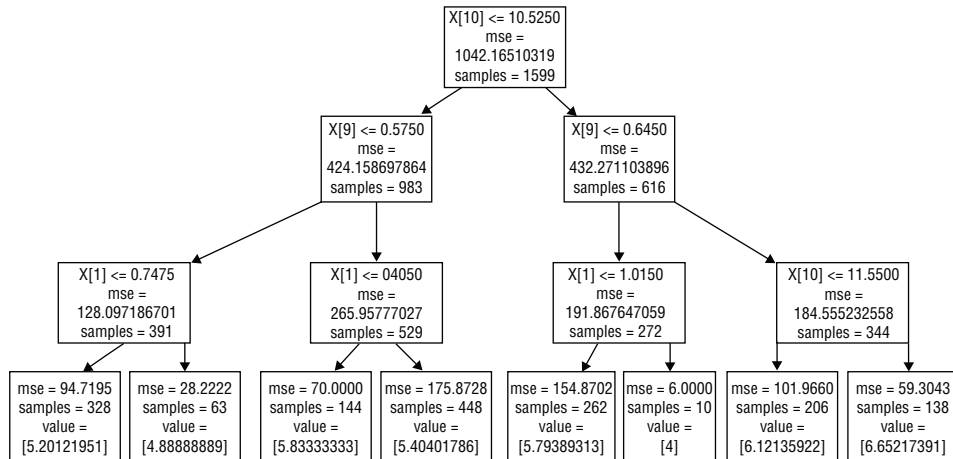 X[10] <= 10.5250
mse =
1042.16510319
samples = 1599
X[9] <= 0.5750
mse =
424.158697864
samples = 983
X[9] <= 0.6450
mse =
432.271103896
samples = 616
X[1] <= 0.7475
mse =
128.097186701
samples = 391
X[1] <= 04050
mse =
265.95777027
samples = 529
X[1] <= 1.0150
mse =
191.867647059
samples = 272
X[10] <= 11.5500
mse =
184.555232558
samples = 344
mse = 94.7195
samples = 328
value =
[5.20121951]
mse = 28.2222
samples = 63
value =
[4.88888889]
mse = 70.0000
samples = 144
value =
[5.83333333]
mse = 175.8728
samples = 448
value =
[5.40401786]
mse = 154.8702
samples = 262
value =
[5.79389313]
mse = 6.0000
samples = 10
value =
[4]
mse = 101.9660
samples = 206
value =
[6.12135922]
mse = 59.3043
samples = 138
value =
[6.65217391]